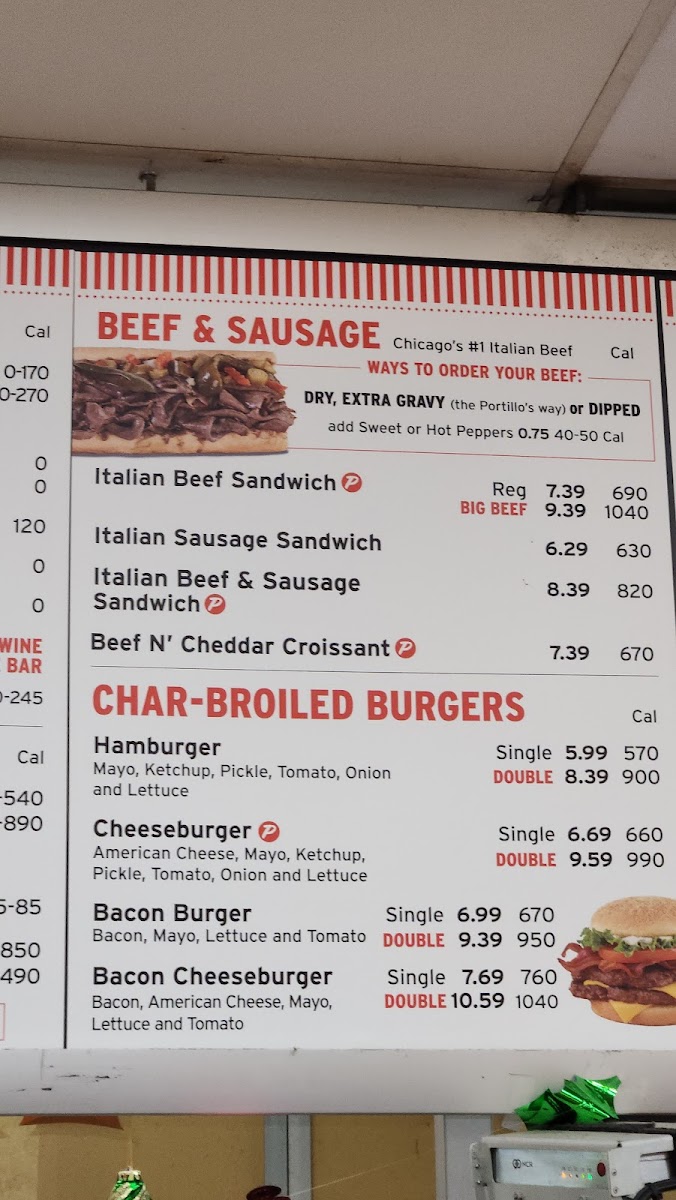 Cal
0-170
0-270
0
0
120
0
0
WINE
BAR
0-245
Cal
-540
-890
5-85
850
490
BEEF & SAUSAGE Chicago's #1 Italian Beef Cal
WAYS TO ORDER YOUR BEEF:
DRY, EXTRA GRAVY (the Portillo's way) or DIPPED
add Sweet or Hot Peppers 0.75 40-50 Cal
Italian Beef Sandwich P Reg 7.39 690
BIG BEEF 9.39 1040
Italian Sausage Sandwich 6.29 630
Italian Beef & Sausage
Sandwich P 8.39 820
Beef N' Cheddar Croissant P 7.39 670
CHAR-BROILED BURGERS Cal
Hamburger Single 5.99 570
Mayo, Ketchup, Pickle, Tomato, Onion DOUBLE 8.39 900
and Lettuce
Cheeseburger P Single 6.69 660
American Cheese, Mayo, Ketchup, DOUBLE 9.59 990
Pickle, Tomato, Onion and Lettuce
Bacon Burger Single 6.99 670
Bacon, Mayo, Lettuce and Tomato DOUBLE 9.39 950
Bacon Cheeseburger Single 7.69 760
Bacon, American Cheese, Mayo, DOUBLE 10.59 1040
Lettuce and Tomato
NCR